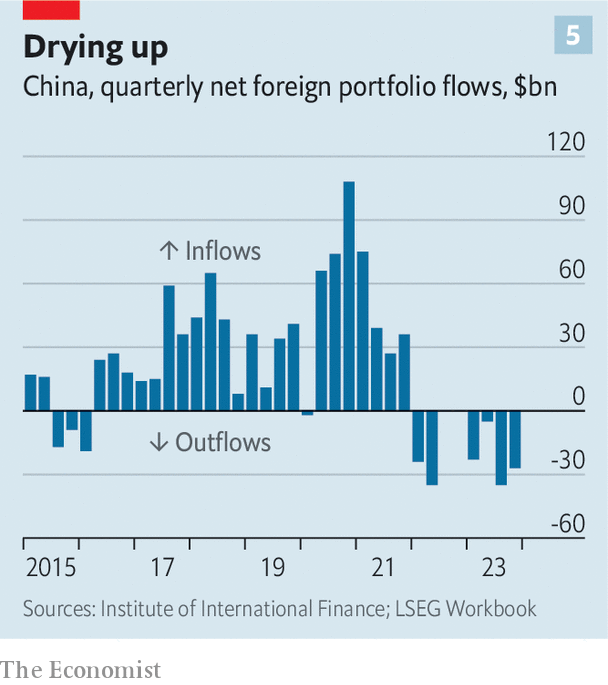 Drying up
5
China, quarterly net foreign portfolio flows, $bn
120
90
↑ Inflows
60
30
0
↓ Outflows
-30
-60
2015 17 19 21 23
Sources: Institute of International Finance; LSEG Workbook
The Economist